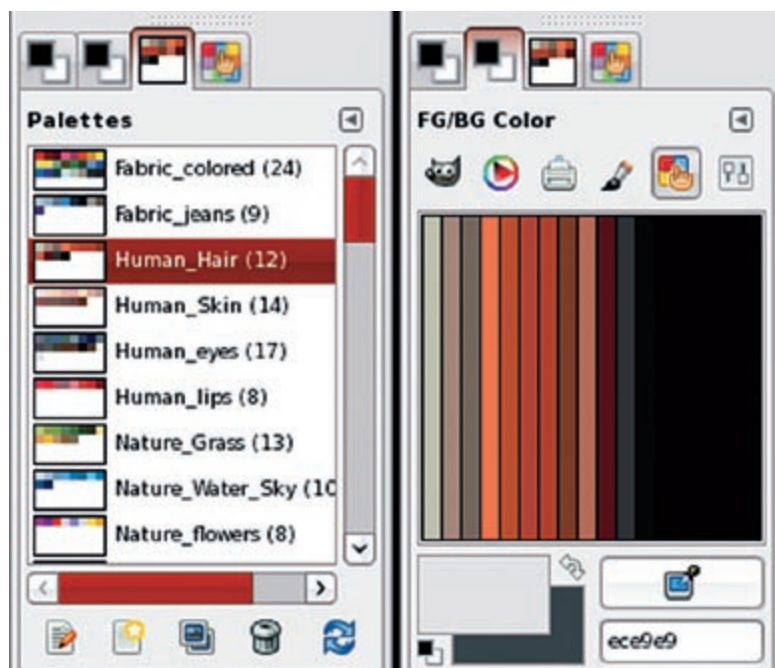 Palettes
Fabric_colored (24)
Fabric_jeans (9)
Human_Hair (12)
Human_Skin (14)
Human_eyes (17)
Human_lips (8)
Nature_Grass (13)
Nature_Water_Sky (10
Nature_flowers (8)
FG/BG Color
ece9e9